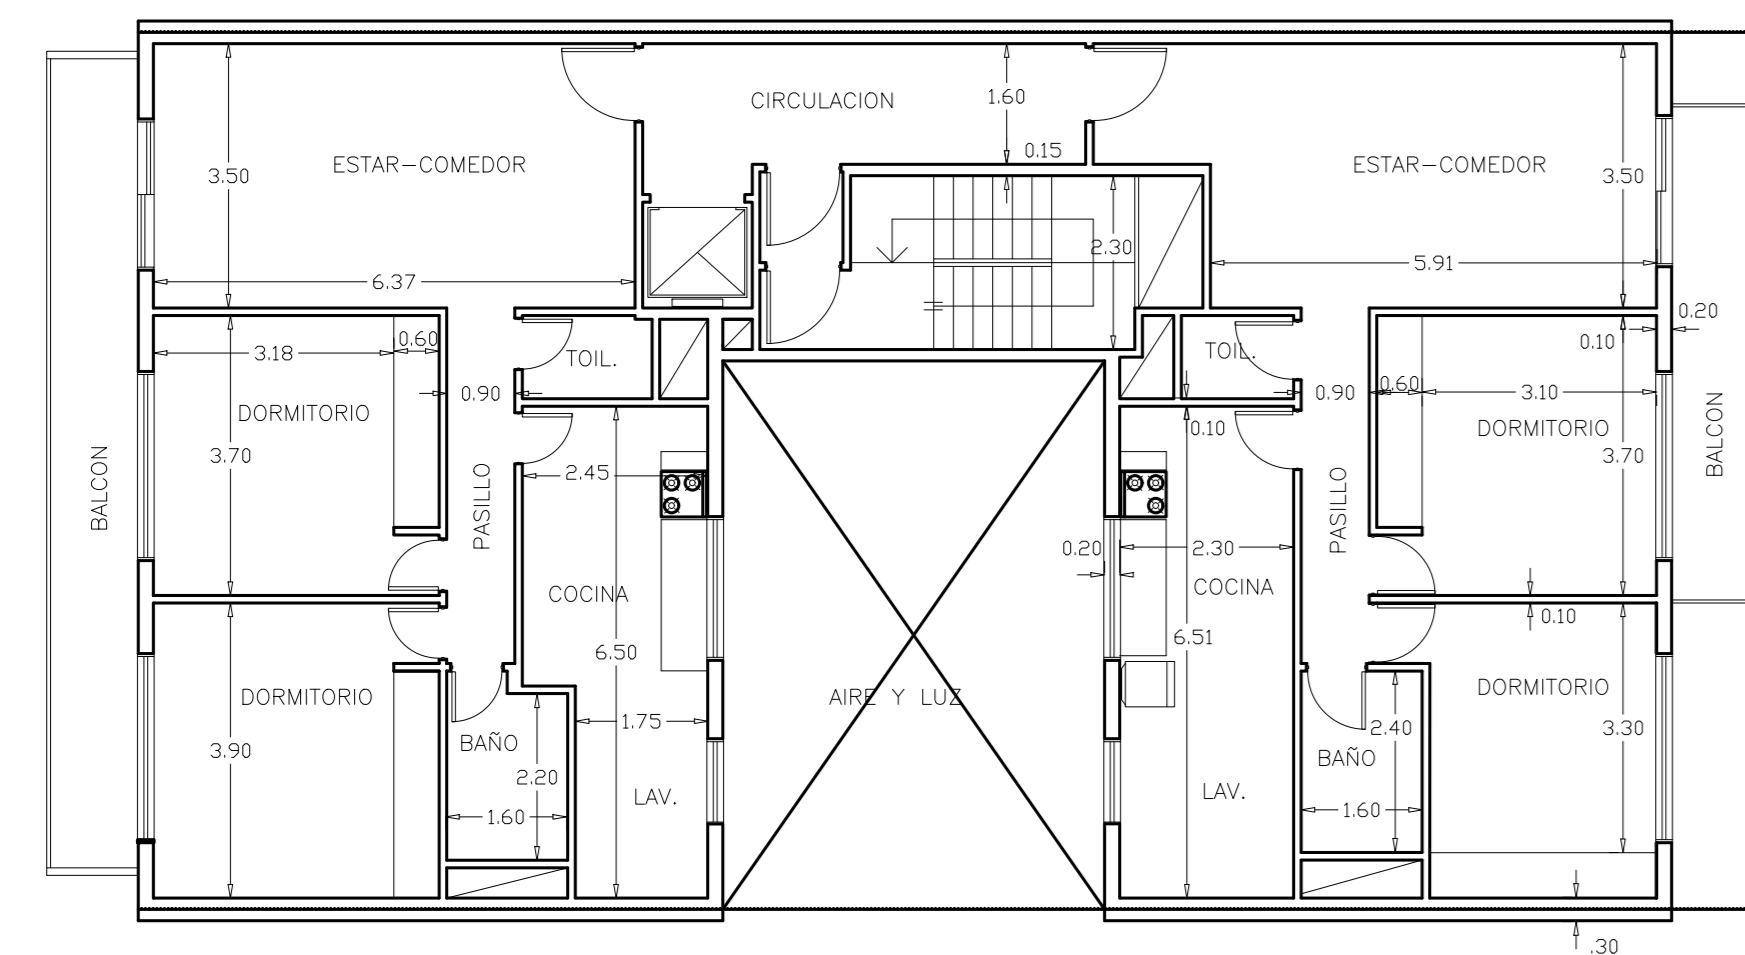 CIRCULACION
1.60
0.15
ESTAR-COMEDOR
ESTAR-COMEDOR
3.50
3.50
2.30
6.37
5.91
0.20
0.10
3.18
0.60
TOIL.
TOIL.
0.90
0.90
0.60
3.10
DORMITORIO
DORMITORIO
0.10
3.70
3.70
BALCON
BALCON
PASILLO
PASILLO
2.45
0.20
2.30
COCINA
COCINA
0.10
6.50
6.51
DORMITORIO
DORMITORIO
AIRE Y LUZ
1.75
2.40
3.30
3.90
BAÑO
BAÑO
2.20
LAV.
LAV.
1.60
1.60
.30